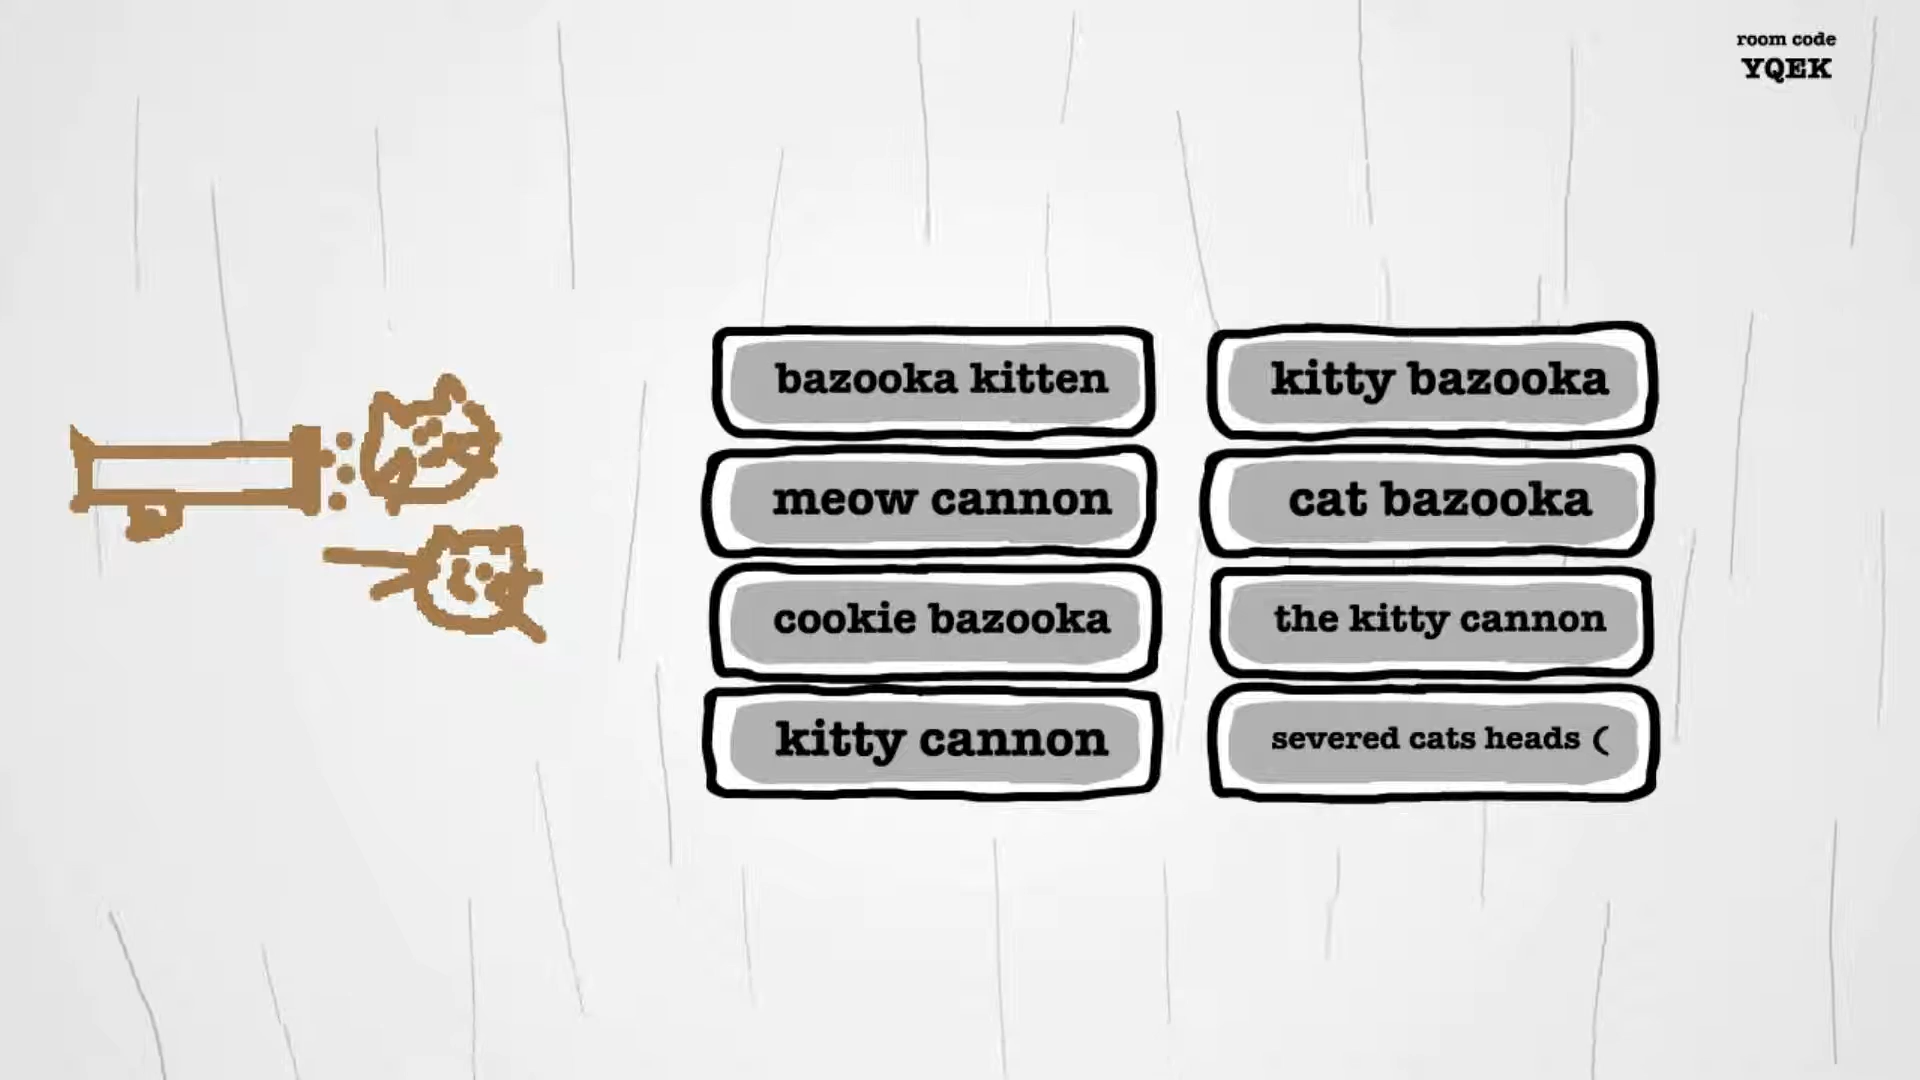 room code
YQEK
bazooka kitten
kitty bazooka
meow cannon
cat bazooka
cookie bazooka
the kitty cannon
kitty cannon
severed cats heads (